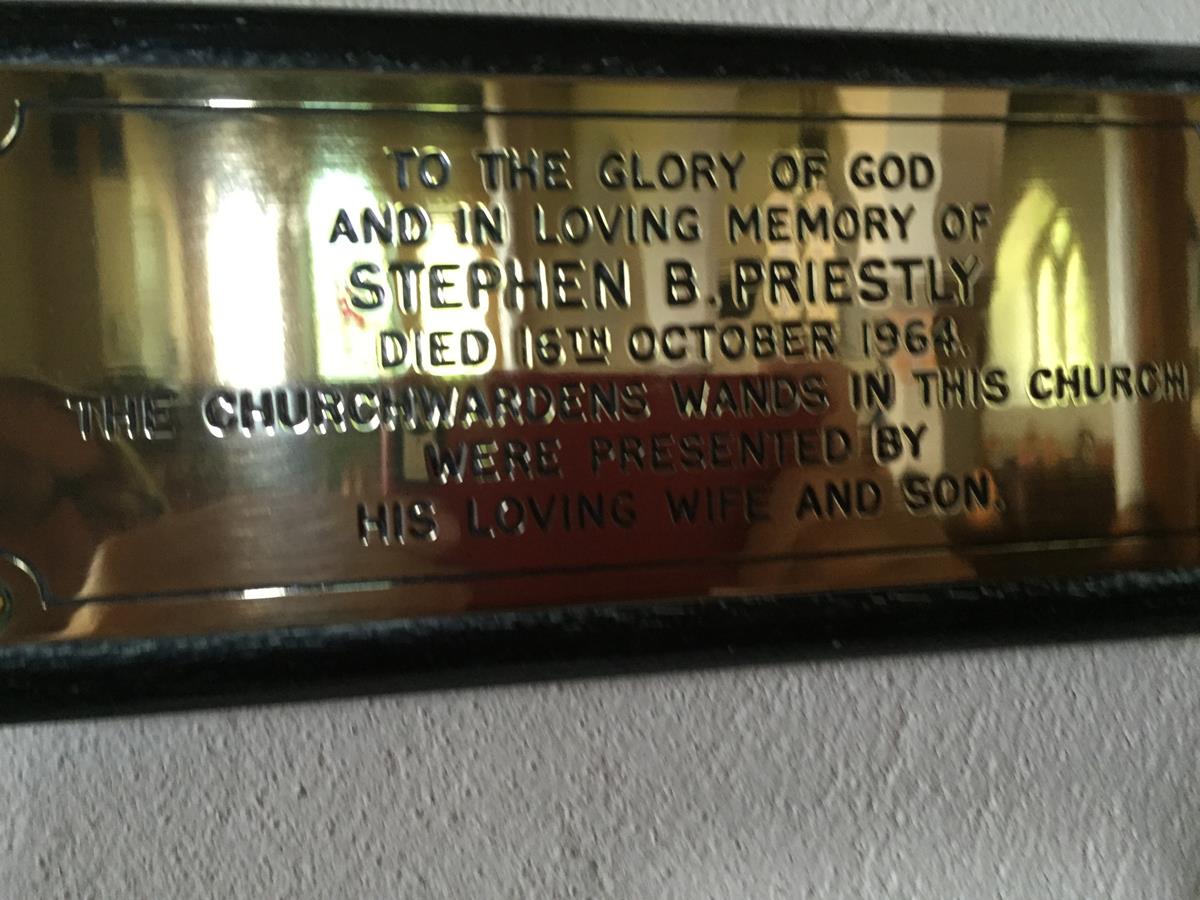 TO THE GLORY OF GOD
AND IN LOVING MEMORY OF
STEPHEN B. PRIESTLY
DIED 16TH OCTOBER 1964.
THE CHURCHWARDENS WANDS IN THIS CHURCH
WERE PRESENTED BY
HIS LOVING WIFE AND SON.